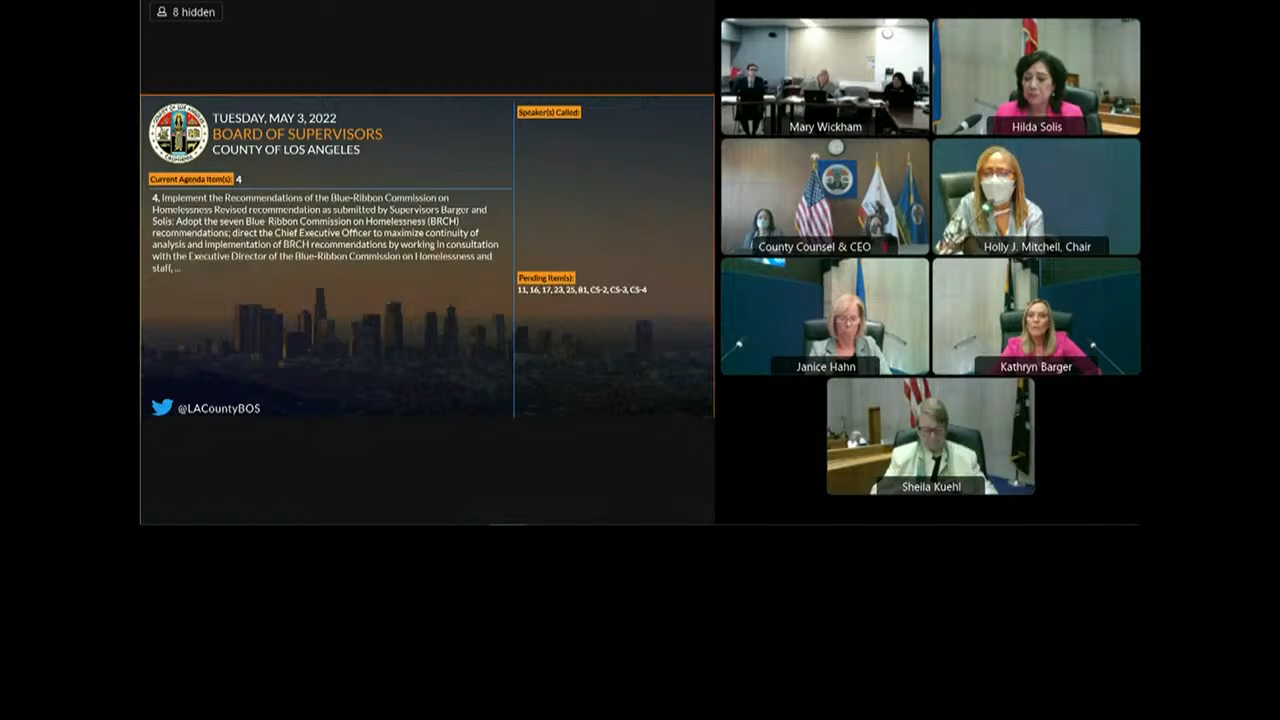 8 hidden
TUESDAY, MAY 3, 2022
BOARD OF SUPERVISORS
COUNTY OF LOS ANGELES
Current Agenda Item(s): 4
4. Implement the Recommendations of the Blue-Ribbon Commission on
Homelessness Revised recommendation as submitted by Supervisors Barger and
Solis: Adopt the seven Blue-Ribbon Commission on Homelessness (BRCH)
recommendations; direct the Chief Executive Officer to maximize continuity of
analysis and implementation of BRCH recommendations by working in consultation
with the Executive Director of the Blue-Ribbon Commission on Homelessness and
staff, ...
@LACountyBOS
Speaker(s) Called:
Pending Item(s):
11, 16, 17, 23, 25, 81, CS-2, CS-3, CS-4
Mary Wickham
Hilda Solis
County Counsel & CEO
Holly J. Mitchell, Chair
Janice Hahn
Kathryn Barger
Sheila Kuehl